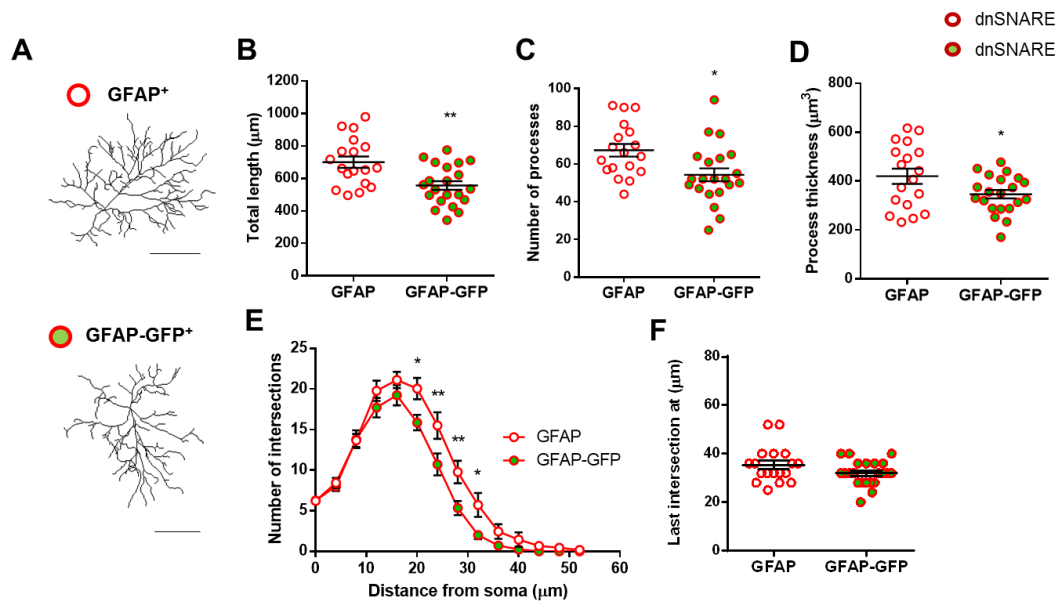 dnSNARE
dnSNARE
A
GFAP⁺
GFAP-GFP⁺
B
Total length (μm)
1200
1000
800
600
400
200
0
**
GFAP
GFAP-GFP
C
Number of processes
100
80
60
40
20
0
*
GFAP
GFAP-GFP
D
Process thickness (μm³)
600
400
200
0
*
GFAP
GFAP-GFP
E
Number of intersections
25
20
15
10
5
0
*
**
**
*
GFAP
GFAP-GFP
0 10 20 30 40 50 60
Distance from soma (μm)
F
Last intersection at (μm)
80
60
40
20
0
GFAP
GFAP-GFP